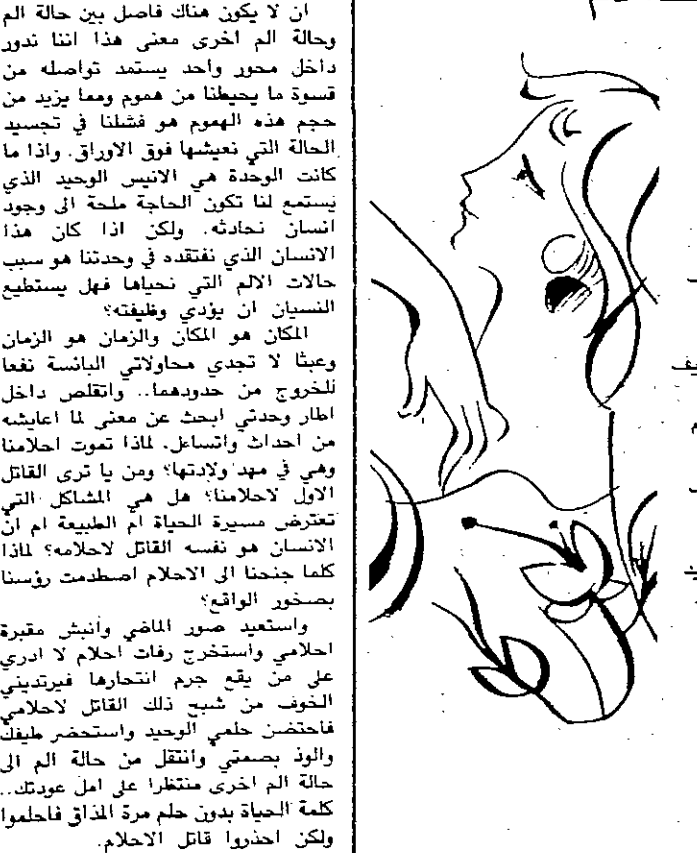 ان لا يكون هناك فاصل بين حالة الم
وحالة الم اخرى معنى هذا اننا ندور
داخل محور واحد يستمد تواصله من
قسوة ما يحيطنا من هموم ومما يزيد من
حجم هذه الهموم هو فشلنا في تجسيد
الحالة التي نعيشها فوق الاوراق. واذا ما
كانت الوحدة هي الانيس الوحيد الذي
يستمع لنا تكون الحاجة ملحة الى وجود
انسان نحادثه. ولكن اذا كان هذا
الانسان الذي نفتقده في وحدتنا هو سبب
حالات الالم التي نحياها فهل يستطيع
النسيان ان يؤدي وظيفته؟
المكان هو المكان والزمان هو الزمان
وعبثا لا تجدي محاولاتي اليائسة نفعا
للخروج من حدودهما.. واتقلص داخل
اطار وحدتي ابحث عن معنى لما اعايشه
من احداث واتساءل. لماذا تموت احلامنا
وهي في مهد ولادتها؟ ومن يا ترى القاتل
الاول لاحلامنا؟ هل هي المشاكل التي
تعترض مسيرة الحياة ام الطبيعة ام ان
الانسان هو نفسه القاتل لاحلامه؟ لماذا
كلما جنحنا الى الاحلام اصطدمت رؤسنا
بصخور الواقع؟
واستعيد صور الماضي وأنبش مقبرة
احلامي واستخرج رفات احلام لا ادري
على من يقع جرم انتحارها فيرتديني
الخوف من شبح ذلك القاتل لاحلامي
فاحتضن حلمي الوحيد واستحضر طيفك
والوذ بصمتي وانتقل من حالة الم الى
حالة الم اخرى منتظرا على امل عودتك..
كلمة الحياة بدون حلم مرة المذاق فاحلموا
ولكن احذروا قاتل الاحلام.